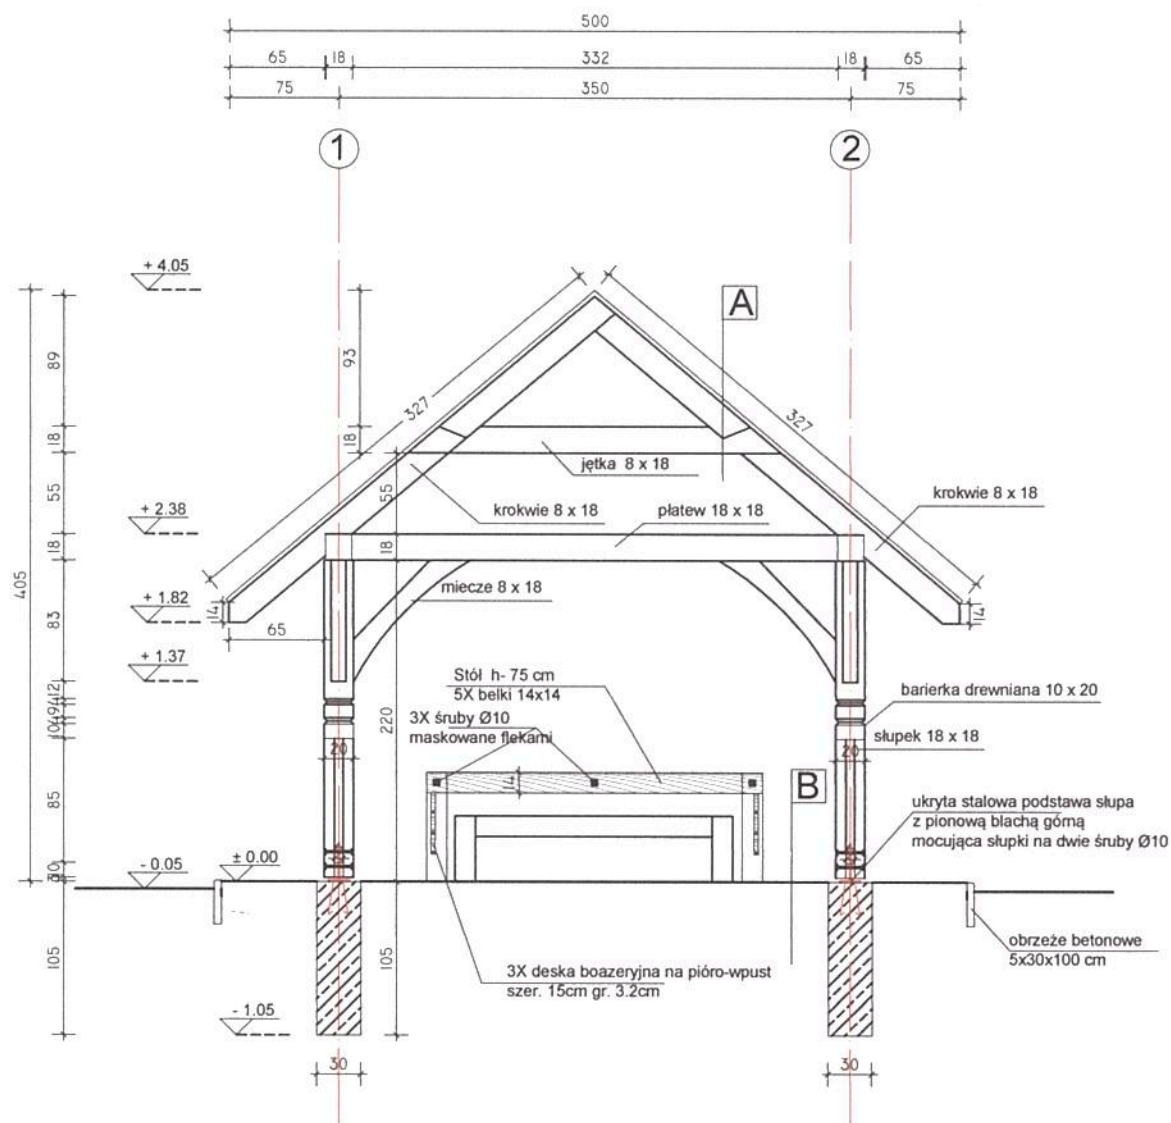 500
65 18 332 18 65
75 350 75
1 2
+ 4.05
A
89
93
327 327
18 18
jętka 8 x 18
55 55
krokwie 8 x 18
krokwie 8 x 18
płatew 18 x 18
+ 2.38
18 18
405
miecze 8 x 18
+ 1.82
14 14
83
65
+ 1.37
Stół h- 75 cm
5X belki 14x14
12
barierka drewniana 10 x 20
3X śruby Ø10
maskowane flekami
220
słupek 18 x 18
20 20
14
B
85
ukryta stalowa podstawa słupa
z pionową blachą górną
mocująca słupki na dwie śruby Ø10
± 0.00
- 0.05
105 105
obrzeże betonowe
5x30x100 cm
3X deska boazeryjna na pióro-wpust
szer. 15cm gr. 3.2cm
- 1.05
30 30